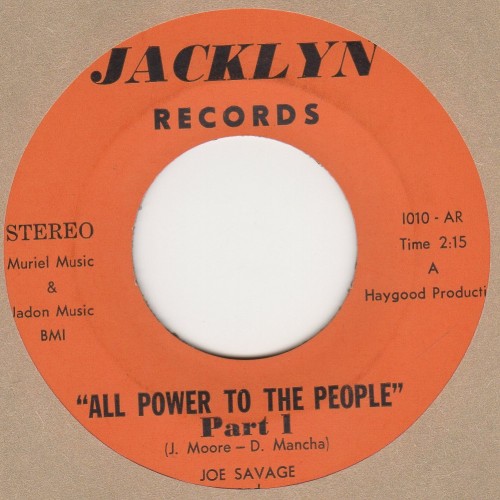 JACKLYN
RECORDS
STEREO
Muriel Music
&
ladon Music
BMI
1010 - AR
Time 2:15
A
Haygood Producti
"ALL POWER TO THE PEOPLE"
Part 1
(J. Moore - D. Mancha)
JOE SAVAGE